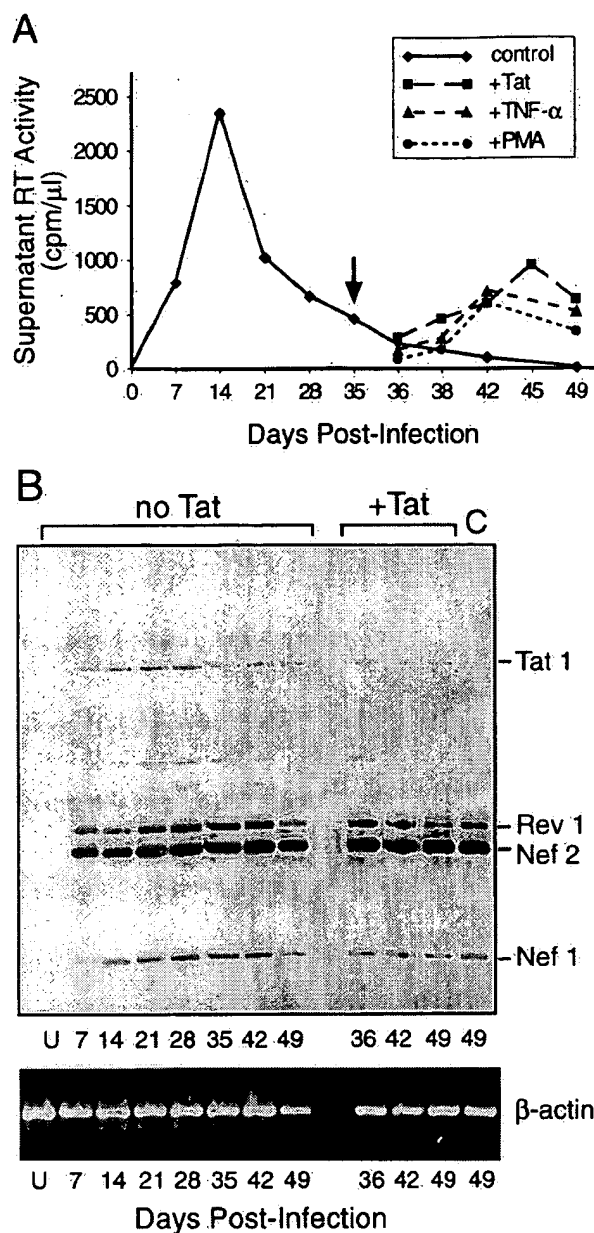 A
control
+Tat
+TNF-α
+PMA
Supernatant RT Activity
(cpm/μl)
2500
2000
1500
1000
500
0
0 7 14 21 28 35 36 38 42 45 49
Days Post-Infection
B
no Tat +Tat C
Tat 1
Rev 1
Nef 2
Nef 1
U 7 14 21 28 35 42 49 36 42 49 49
β-actin
U 7 14 21 28 35 42 49 36 42 49 49
Days Post-Infection